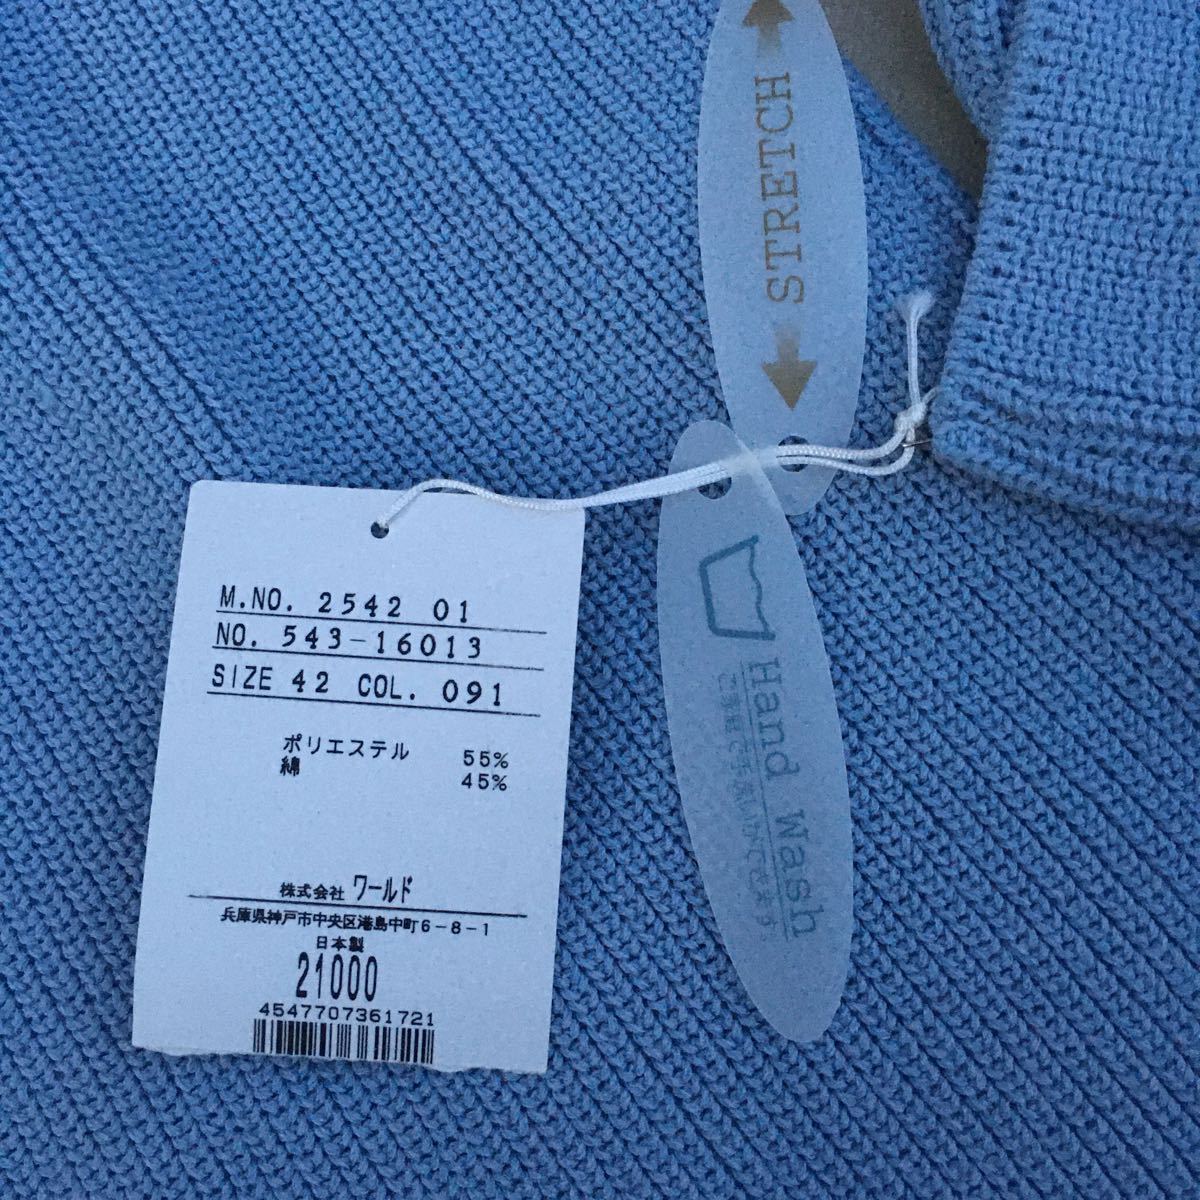 STRETCH
M.NO. 2542 01
NO. 543-16013
SIZE 42 COL. 091
ポリエステル 55%
綿 45%
株式会社 ワールド
兵庫県神戸市中央区港島中町6-8-1
日本製
21000
4547707361721
Hand Wash